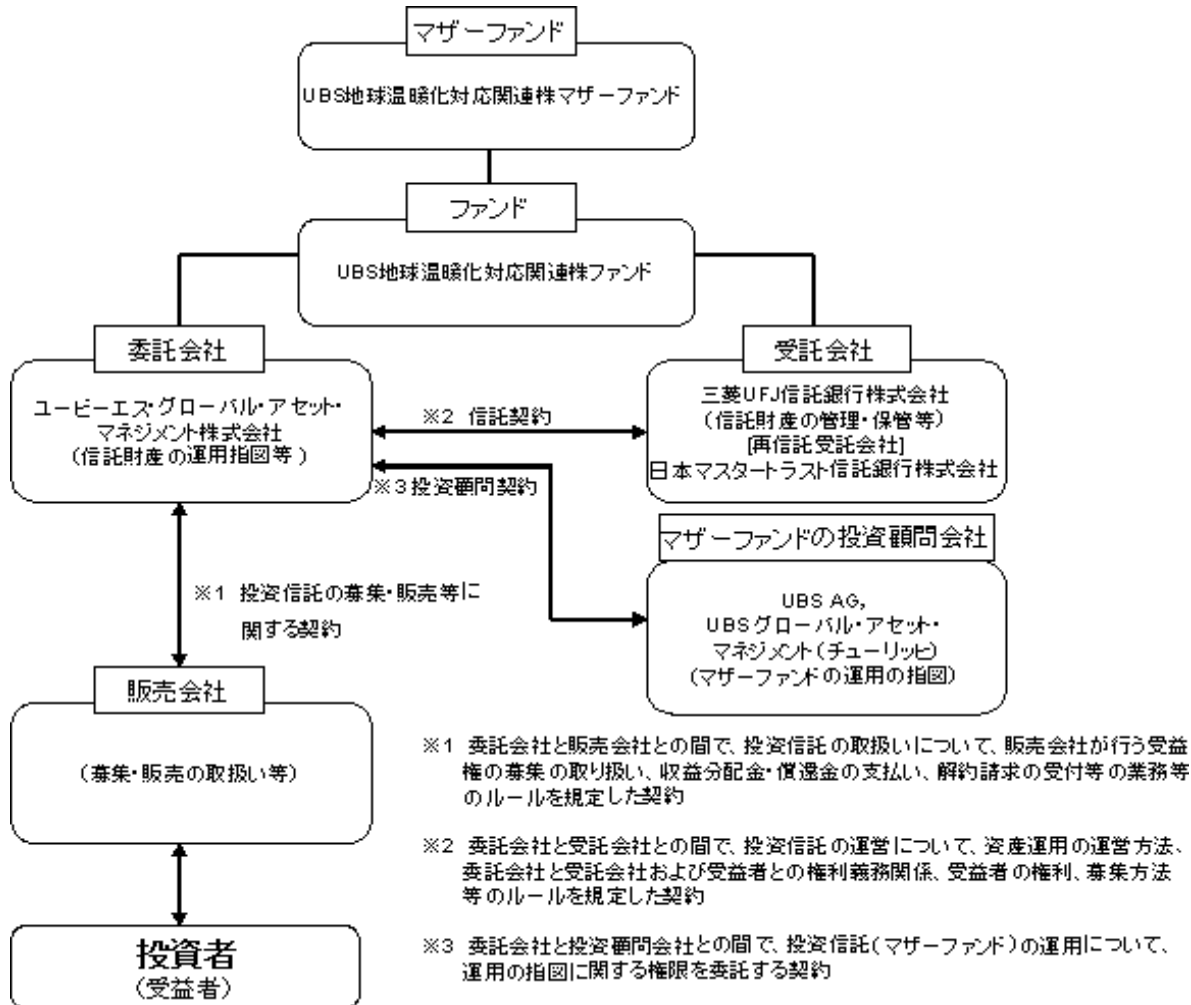 マザーファンド
UBS地球温暖化対応関連株マザーファンド
ファンド
UBS地球温暖化対応関連株ファンド
委託会社
ユービーエス・グローバル・アセット・
マネジメント株式会社
(信託財産の運用指図等)
受託会社
三菱UFJ信託銀行株式会社
(信託財産の管理・保管等)
[再信託受託会社]
日本マスタートラスト信託銀行株式会社
※2 信託契約
※3投資顧問契約
マザーファンドの投資顧問会社
UBS AG,
UBSグローバル・アセット・
マネジメント(チューリッヒ)
(マザーファンドの運用の指図)
※1 投資信託の募集・販売等に
関する契約
販売会社
(募集・販売の取扱い等)
投資者
(受益者)
※1 委託会社と販売会社との間で、投資信託の取扱いについて、販売会社が行う受益
権の募集の取り扱い、収益分配金・償還金の支払い、解約請求の受付等の業務等
のルールを規定した契約
※2 委託会社と受託会社との間で、投資信託の運営について、資産運用の運営方法、
委託会社と受託会社および受益者との権利義務関係、受益者の権利、募集方法
等のルールを規定した契約
※3 委託会社と投資顧問会社との間で、投資信託(マザーファンド)の運用について、
運用の指図に関する権限を委託する契約